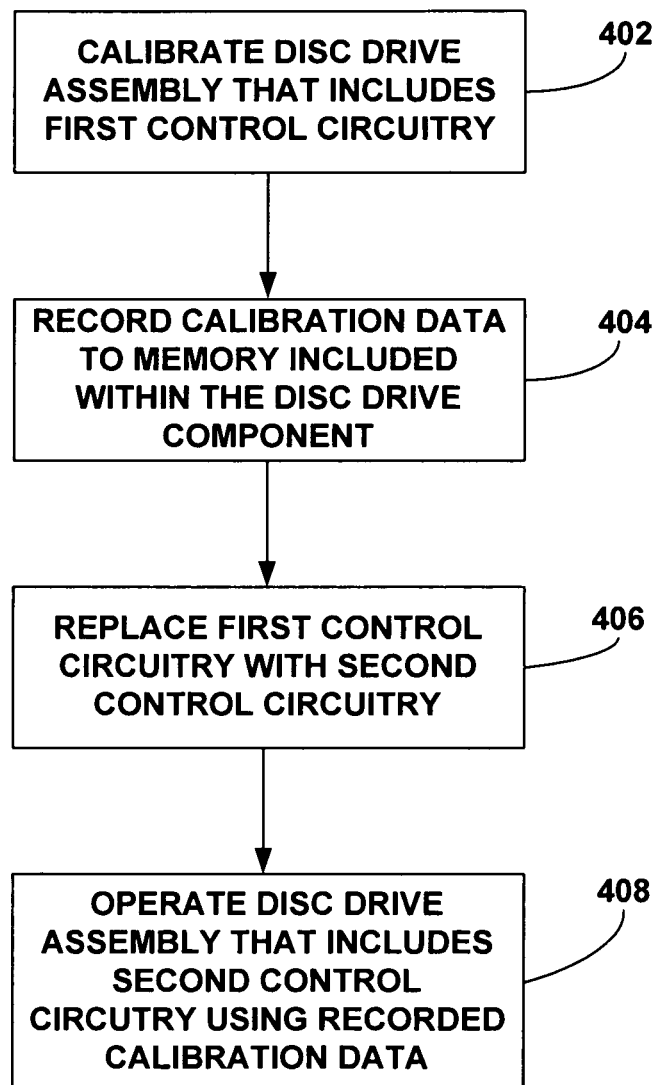 CALIBRATE DISC DRIVE
ASSEMBLY THAT INCLUDES
FIRST CONTROL CIRCUITRY
402
RECORD CALIBRATION DATA
TO MEMORY INCLUDED
WITHIN THE DISC DRIVE
COMPONENT
404
REPLACE FIRST CONTROL
CIRCUITRY WITH SECOND
CONTROL CIRCUITRY
406
OPERATE DISC DRIVE
ASSEMBLY THAT INCLUDES
SECOND CONTROL
CIRCUTRY USING RECORDED
CALIBRATION DATA
408